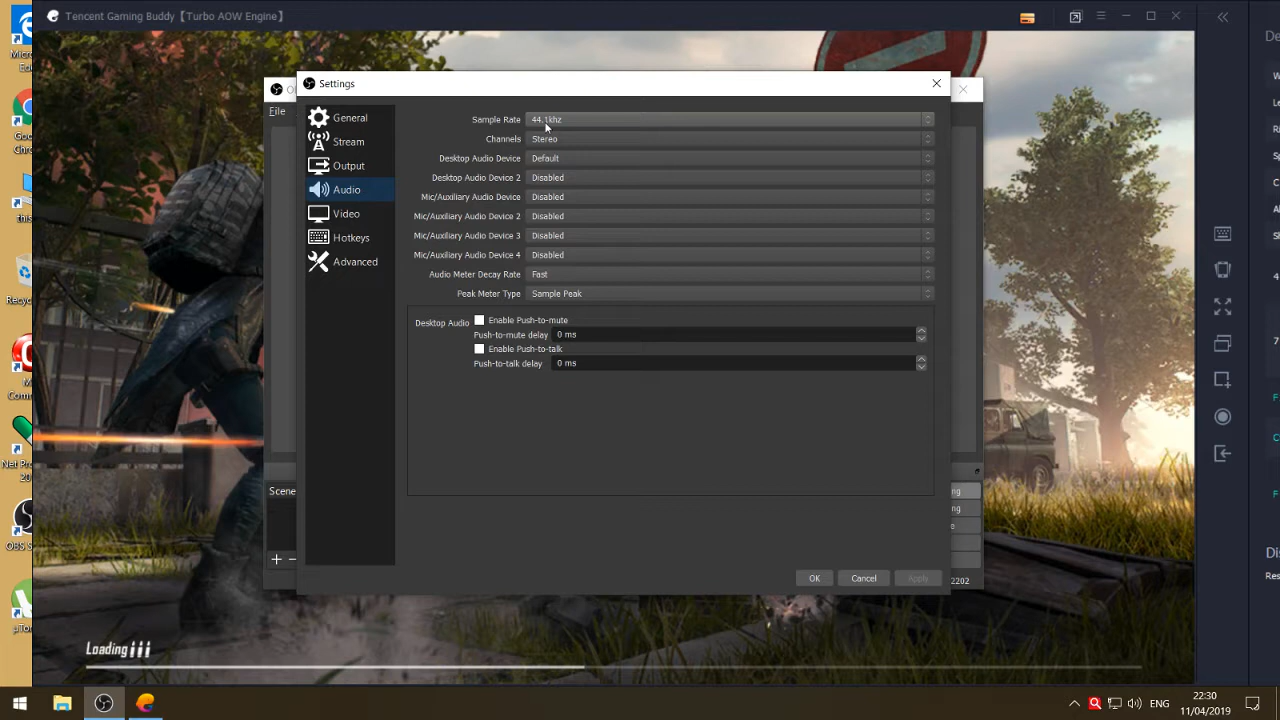 Tencent Gaming Buddy【Turbo AOW Engine】
Settings
File
General
Stream
Output
Audio
Video
Hotkeys
Advanced
Sample Rate 44.1khz
Channels Stereo
Desktop Audio Device Default
Desktop Audio Device 2 Disabled
Mic/Auxiliary Audio Device Disabled
Mic/Auxiliary Audio Device 2 Disabled
Mic/Auxiliary Audio Device 3 Disabled
Mic/Auxiliary Audio Device 4 Disabled
Audio Meter Decay Rate Fast
Peak Meter Type Sample Peak
Desktop Audio
Enable Push-to-mute
Push-to-mute delay 0 ms
Enable Push-to-talk
Push-to-talk delay 0 ms
OK Cancel Apply
Scene
2202
Loading
ENG
22:30
11/04/2019